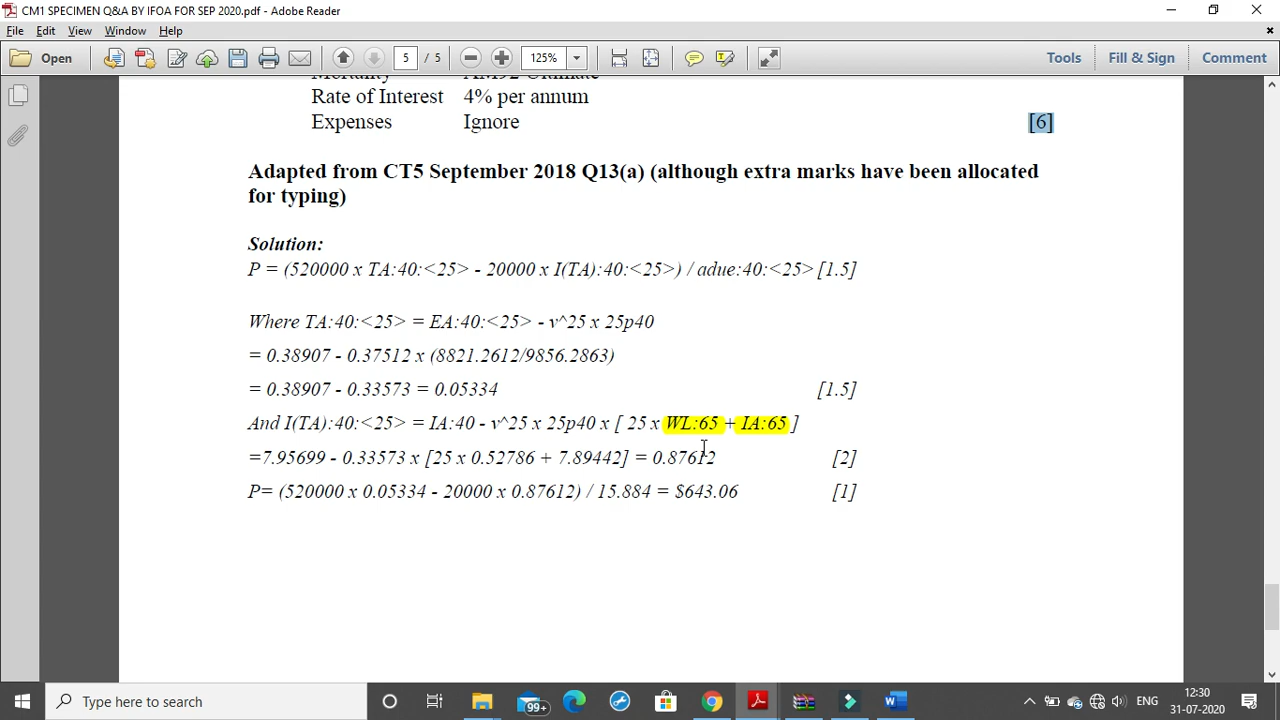 CM1 SPECIMEN Q&A BY IFOA FOR SEP 2020.pdf - Adobe Reader
File Edit View Window Help
Open 5 / 5 125% Tools Fill & Sign Comment
Mortality AM92 Ultimate
Rate of Interest 4% per annum
Expenses Ignore [6]
Adapted from CT5 September 2018 Q13(a) (although extra marks have been allocated
for typing)
Solution:
P = (520000 x TA:40:<25> - 20000 x I(TA):40:<25>) / adue:40:<25> [1.5]
Where TA:40:<25> = EA:40:<25> - v^25 x 25p40
= 0.38907 - 0.37512 x (8821.2612/9856.2863)
= 0.38907 - 0.33573 = 0.05334 [1.5]
And I(TA):40:<25> = IA:40 - v^25 x 25p40 x [ 25 x WL:65 + IA:65 ]
=7.95699 - 0.33573 x [25 x 0.52786 + 7.89442] = 0.87612 [2]
P= (520000 x 0.05334 - 20000 x 0.87612) / 15.884 = $643.06 [1]
Type here to search 99+ ENG 12:30
31-07-2020